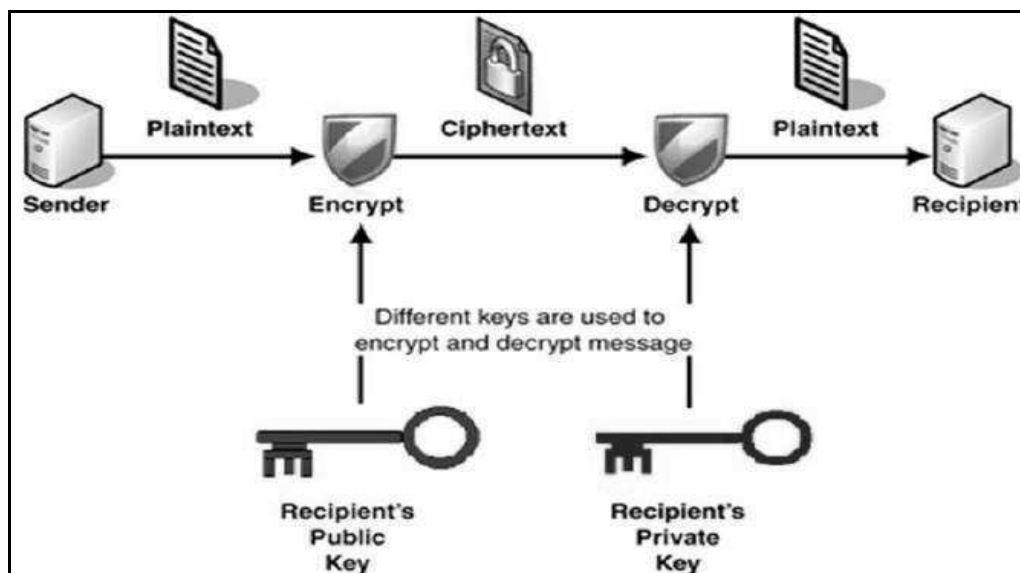 Plaintext
Ciphertext
Plaintext
Sender
Encrypt
Decrypt
Recipient
Different keys are used to
encrypt and decrypt message
Recipient's
Public
Key
Recipient's
Private
Key